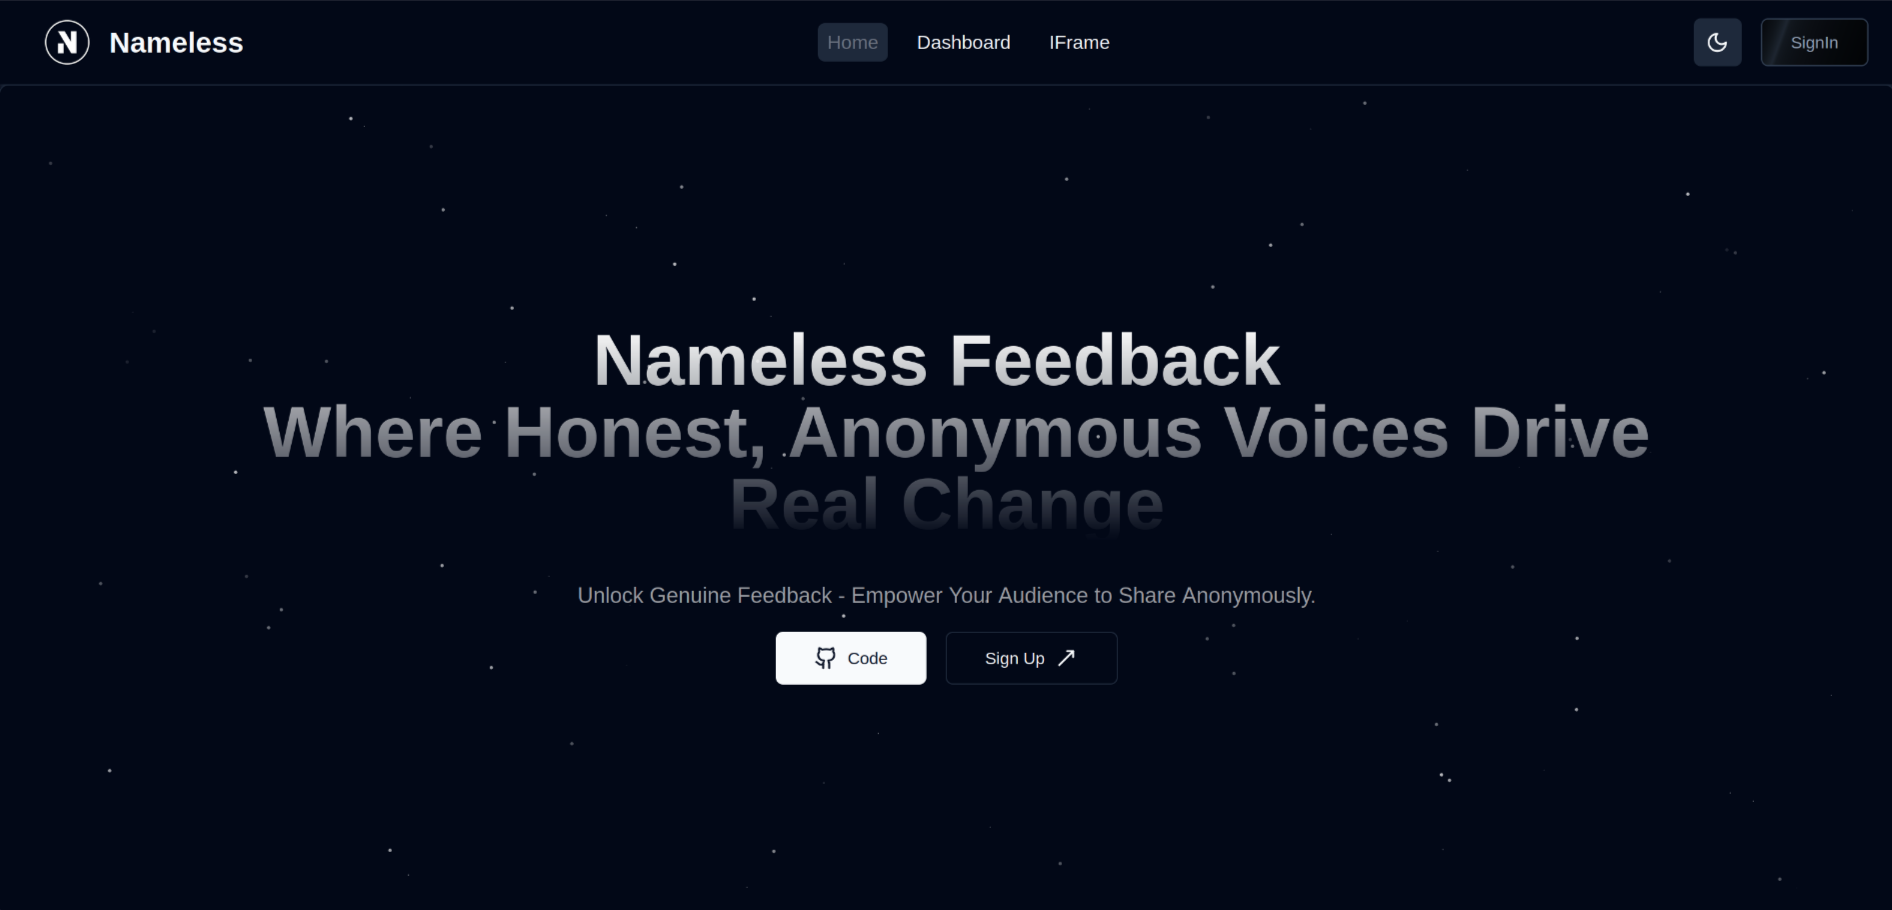 Nameless
Home
Dashboard
IFrame
SignIn
Nameless Feedback
Where Honest, Anonymous Voices Drive
Real Change
Unlock Genuine Feedback - Empower Your Audience to Share Anonymously.
Code
Sign Up